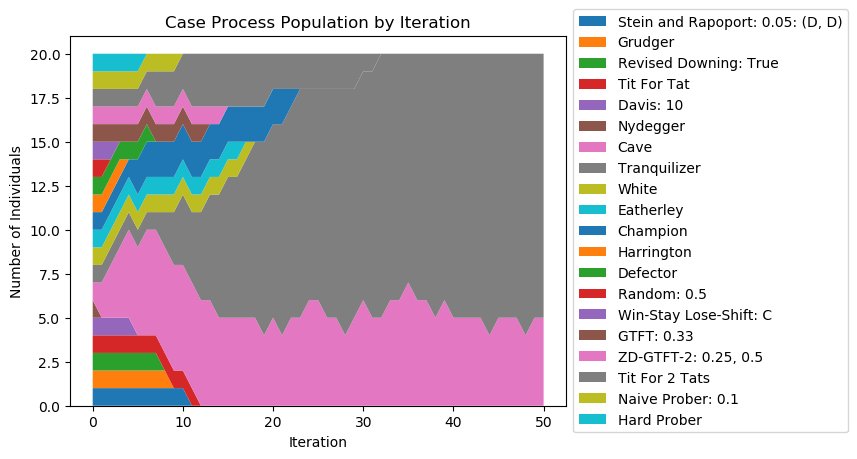 Case Process Population by Iteration
Number of Individuals
20.0
17.5
15.0
12.5
10.0
7.5
5.0
2.5
0.0
0
10
20
30
40
50
Iteration
Stein and Rapoport: 0.05: (D, D)
Grudger
Revised Downing: True
Tit For Tat
Davis: 10
Nydegger
Cave
Tranquilizer
White
Eatherley
Champion
Harrington
Defector
Random: 0.5
Win-Stay Lose-Shift: C
GTFT: 0.33
ZD-GTFT-2: 0.25, 0.5
Tit For 2 Tats
Naive Prober: 0.1
Hard Prober